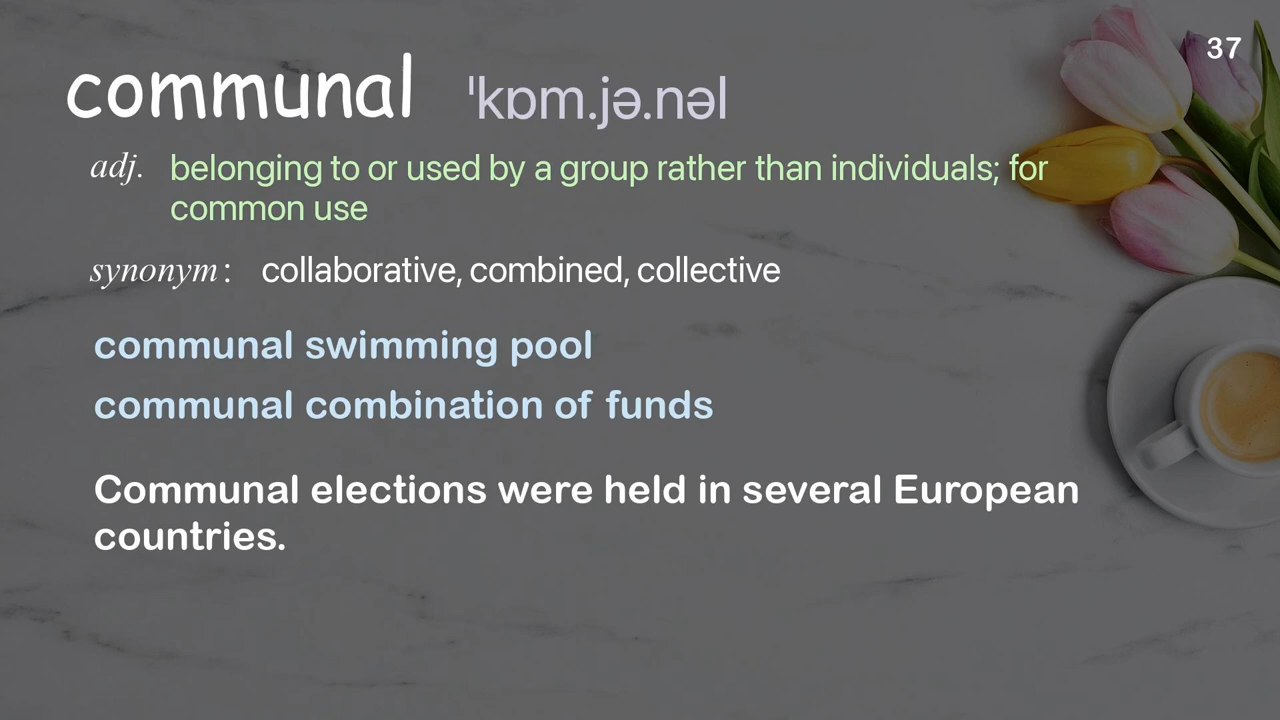 37
communal ˈkɒm.jə.nəl
adj. belonging to or used by a group rather than individuals; for
common use
synonym: collaborative, combined, collective
communal swimming pool
communal combination of funds
Communal elections were held in several European
countries.